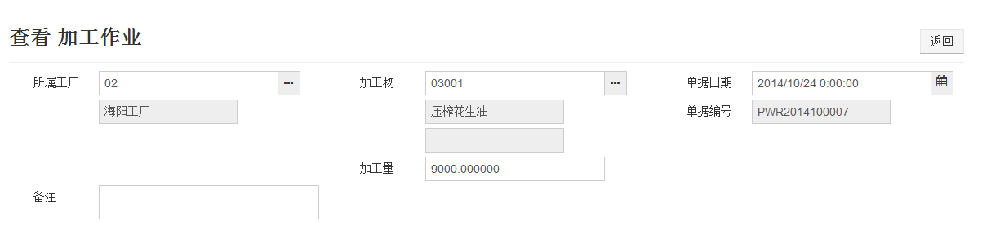 查看 加工作业
返回
所属工厂 02 加工物 03001 单据日期 2014/10/24 0:00:00
海阳工厂 压榨花生油 单据编号 PWR2014100007
加工量 9000.000000
备注